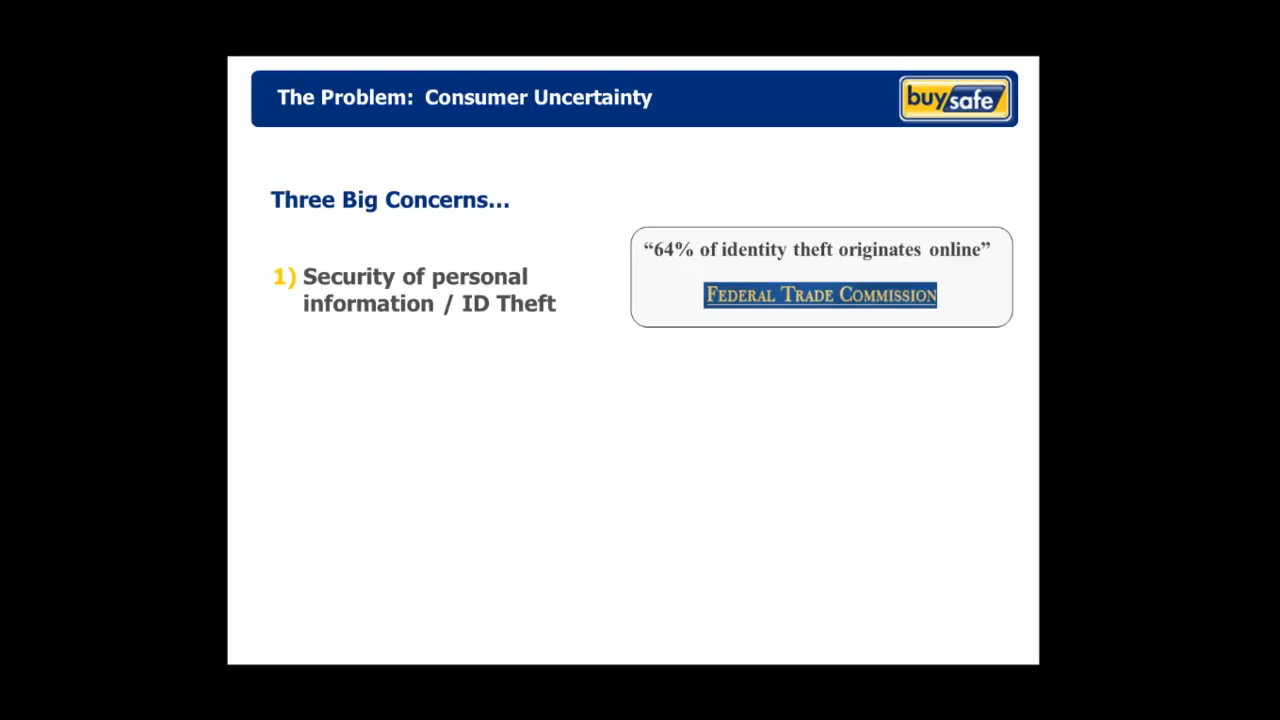 The Problem:  Consumer Uncertainty
buysafe
Three Big Concerns...
“64% of identity theft originates online”
1) Security of personal
information / ID Theft
FEDERAL TRADE COMMISSION